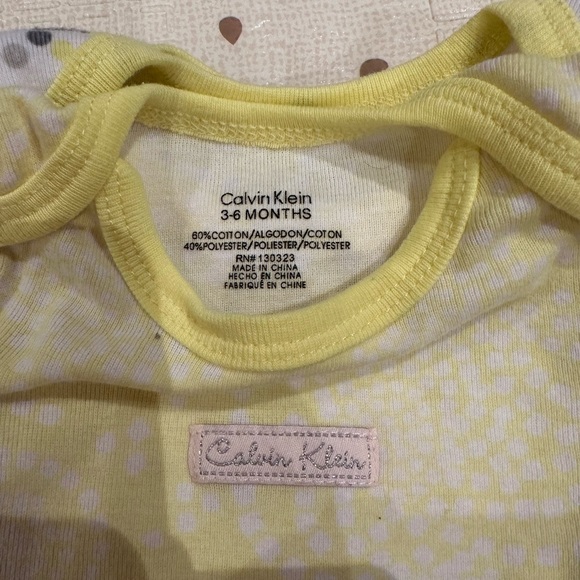 Calvin Klein
3-6 MONTHS
60%COTTON/ALGODON/COTON
40%POLYESTER/POLIESTER/POLYESTER
RN# 130323
MADE IN CHINA
HECHO EN CHINA
FABRIQUÉ EN CHINE
Calvin Klein